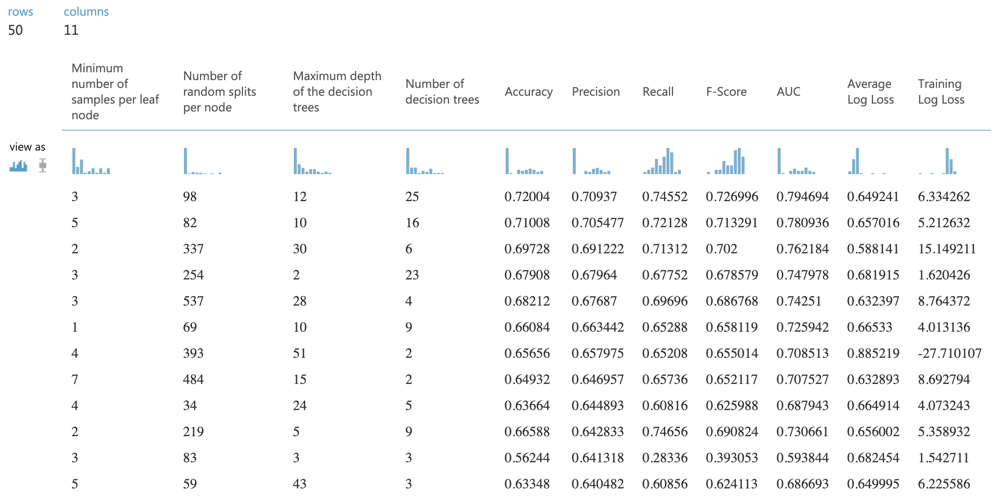 rows columns
50 11
Minimum number of samples per leaf node
Number of random splits per node
Maximum depth of the decision trees
Number of decision trees
Accuracy
Precision
Recall
F-Score
AUC
Average Log Loss
Training Log Loss
view as
3 98 12 25 0.72004 0.70937 0.74552 0.726996 0.794694 0.649241 6.334262
5 82 10 16 0.71008 0.705477 0.72128 0.713291 0.780936 0.657016 5.212632
2 337 30 6 0.69728 0.691222 0.71312 0.702 0.762184 0.588141 15.149211
3 254 2 23 0.67908 0.67964 0.67752 0.678579 0.747978 0.681915 1.620426
3 537 28 4 0.68212 0.67687 0.69696 0.686768 0.74251 0.632397 8.764372
1 69 10 9 0.66084 0.663442 0.65288 0.658119 0.725942 0.66533 4.013136
4 393 51 2 0.65656 0.657975 0.65208 0.655014 0.708513 0.885219 -27.710107
7 484 15 2 0.64932 0.646957 0.65736 0.652117 0.707527 0.632893 8.692794
4 34 24 5 0.63664 0.644893 0.60816 0.625988 0.687943 0.664914 4.073243
2 219 5 9 0.66588 0.642833 0.74656 0.690824 0.730661 0.656002 5.358932
3 83 3 3 0.56244 0.641318 0.28336 0.393053 0.593844 0.682454 1.542711
5 59 43 3 0.63348 0.640482 0.60856 0.624113 0.686693 0.649995 6.225586